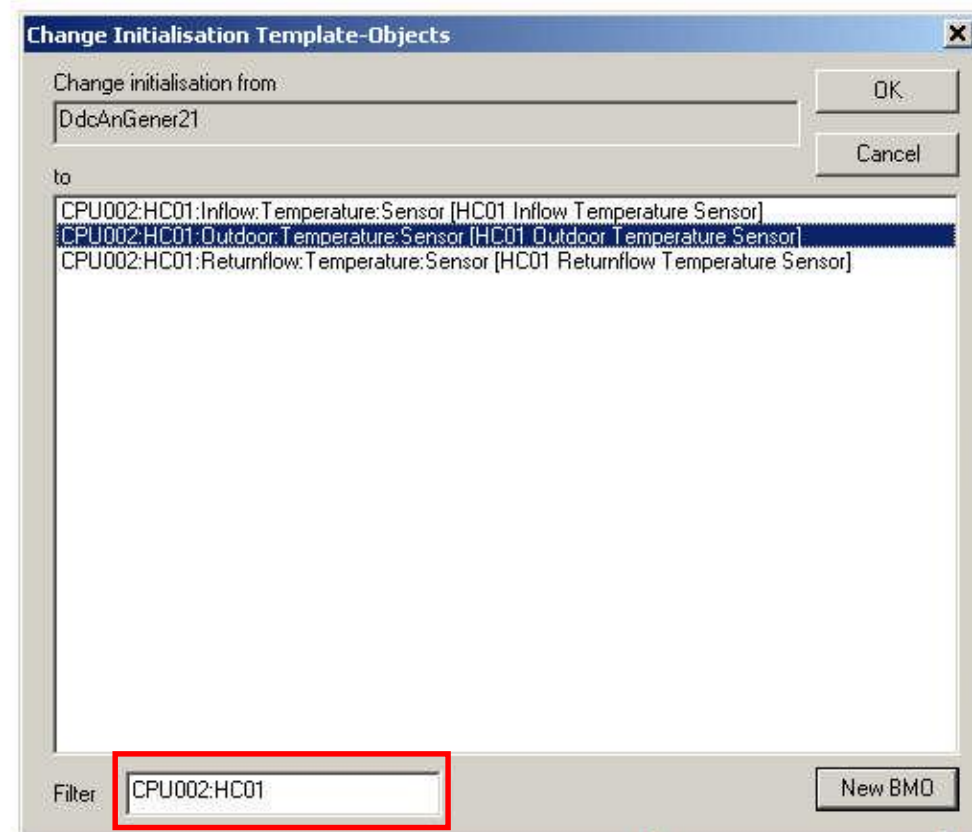 Change Initialisation Template-Objects
Change initialisation from
OK
DdcAnGener21
Cancel
to
CPU002:HC01:Inflow:Temperature:Sensor [HC01 Inflow Temperature Sensor]
CPU002:HC01:Outdoor:Temperature:Sensor [HC01 Outdoor Temperature Sensor]
CPU002:HC01:Returnflow:Temperature:Sensor [HC01 Returnflow Temperature Sensor]
Filter
CPU002:HC01
New BMO